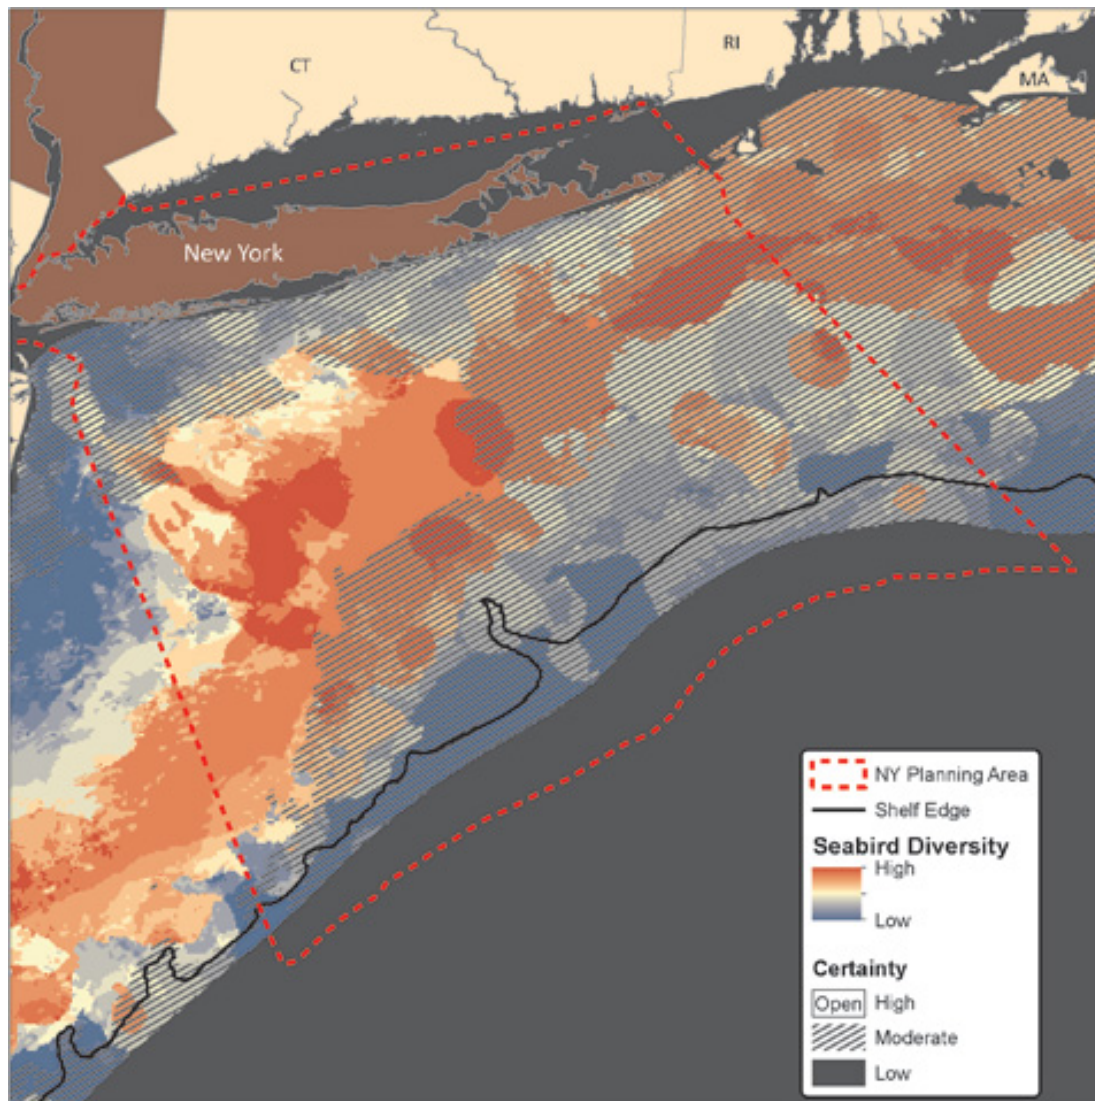 CT
RI
MA
New York
NY Planning Area
Shelf Edge
Seabird Diversity
High
Low
Certainty
Open High
Moderate
Low